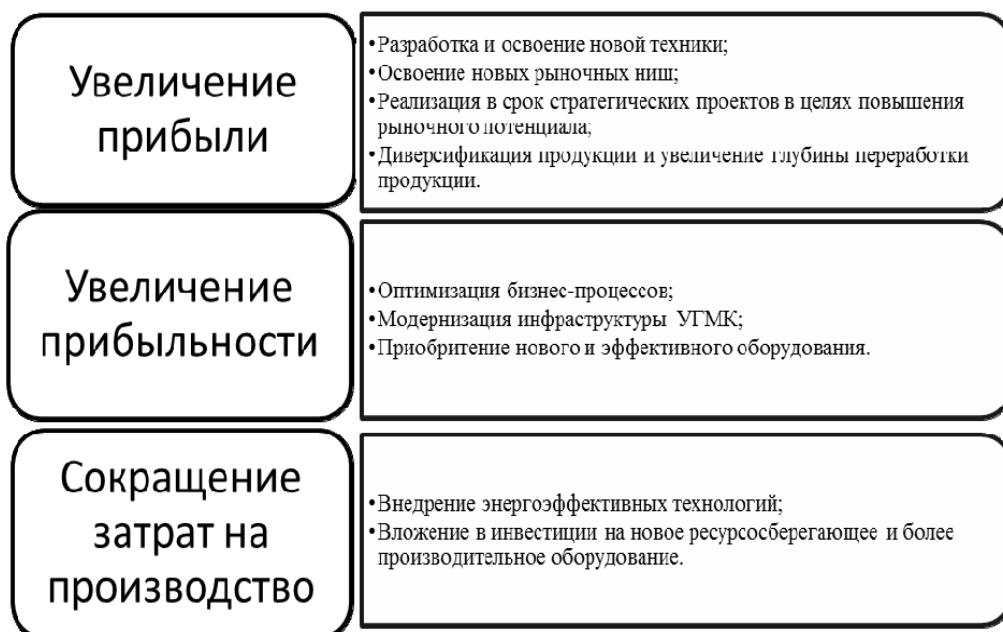 Увеличение
прибыли
•Разработка и освоение новой техники;
•Освоение новых рыночных ниш;
•Реализация в срок стратегических проектов в целях повышения
рыночного потенциала;
•Диверсификация продукции и увеличение глубины переработки
продукции.
Увеличение
прибыльности
•Оптимизация бизнес-процессов;
•Модернизация инфраструктуры УГМК;
•Приобритение нового и эффективного оборудования.
Сокращение
затрат на
производство
•Внедрение энергоэффективных технологий;
•Вложение в инвестиции на новое ресурсосберегающее и более
производительное оборудование.